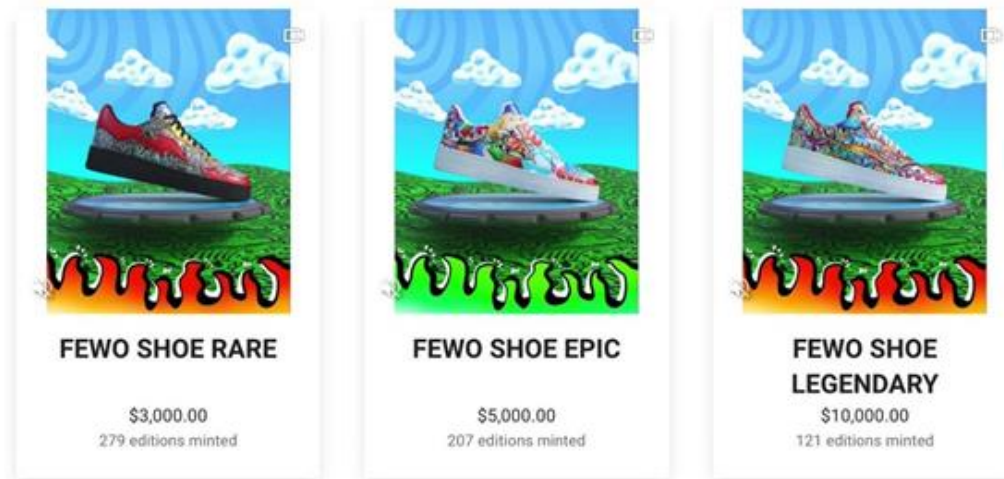 FEWO SHOE RARE
$3,000.00
279 editions minted
FEWO SHOE EPIC
$5,000.00
207 editions minted
FEWO SHOE
LEGENDARY
$10,000.00
121 editions minted